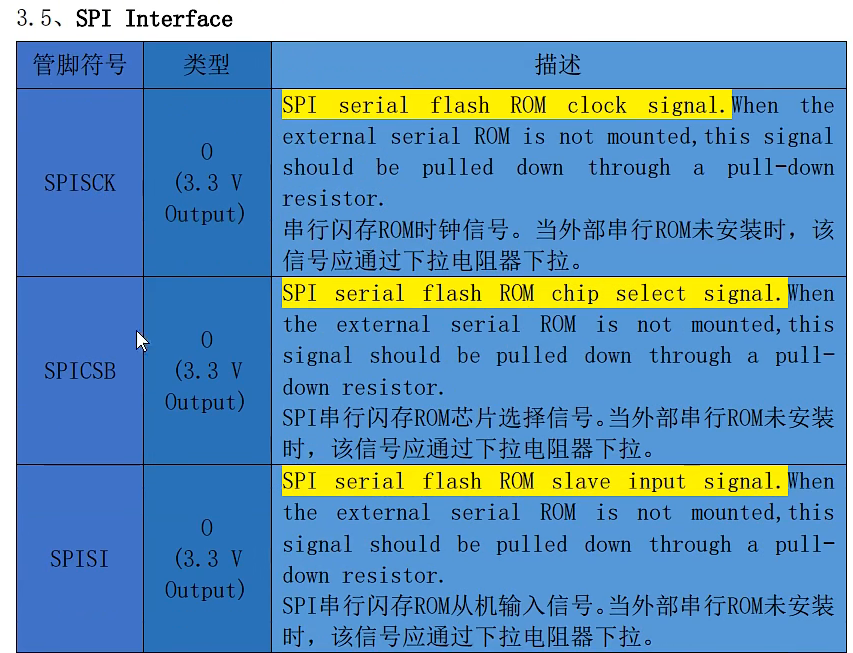 3.5、SPI Interface
管脚符号 类型 描述
SPISCK
O
(3.3 V
Output)
SPI serial flash ROM clock signal.When the
external serial ROM is not mounted,this signal
should be pulled down through a pull-down
resistor.
串行闪存ROM时钟信号。当外部串行ROM未安装时，该
信号应通过下拉电阻器下拉。
SPICSB
O
(3.3 V
Output)
SPI serial flash ROM chip select signal.When
the external serial ROM is not mounted,this
signal should be pulled down through a pull-
down resistor.
SPI串行闪存ROM芯片选择信号。当外部串行ROM未安装
时，该信号应通过下拉电阻器下拉。
SPISI
O
(3.3 V
Output)
SPI serial flash ROM slave input signal.When
the external serial ROM is not mounted,this
signal should be pulled down through a pull-
down resistor.
SPI串行闪存ROM从机输入信号。当外部串行ROM未安装
时，该信号应通过下拉电阻器下拉。